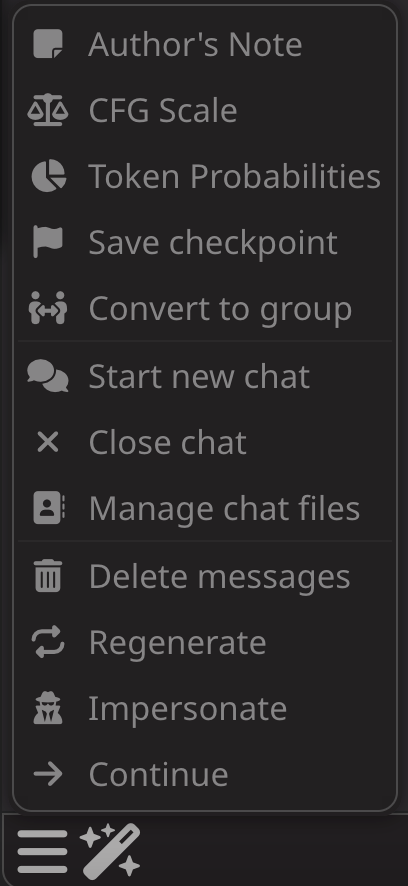 Author's Note
CFG Scale
Token Probabilities
Save checkpoint
Convert to group
Start new chat
Close chat
Manage chat files
Delete messages
Regenerate
Impersonate
Continue